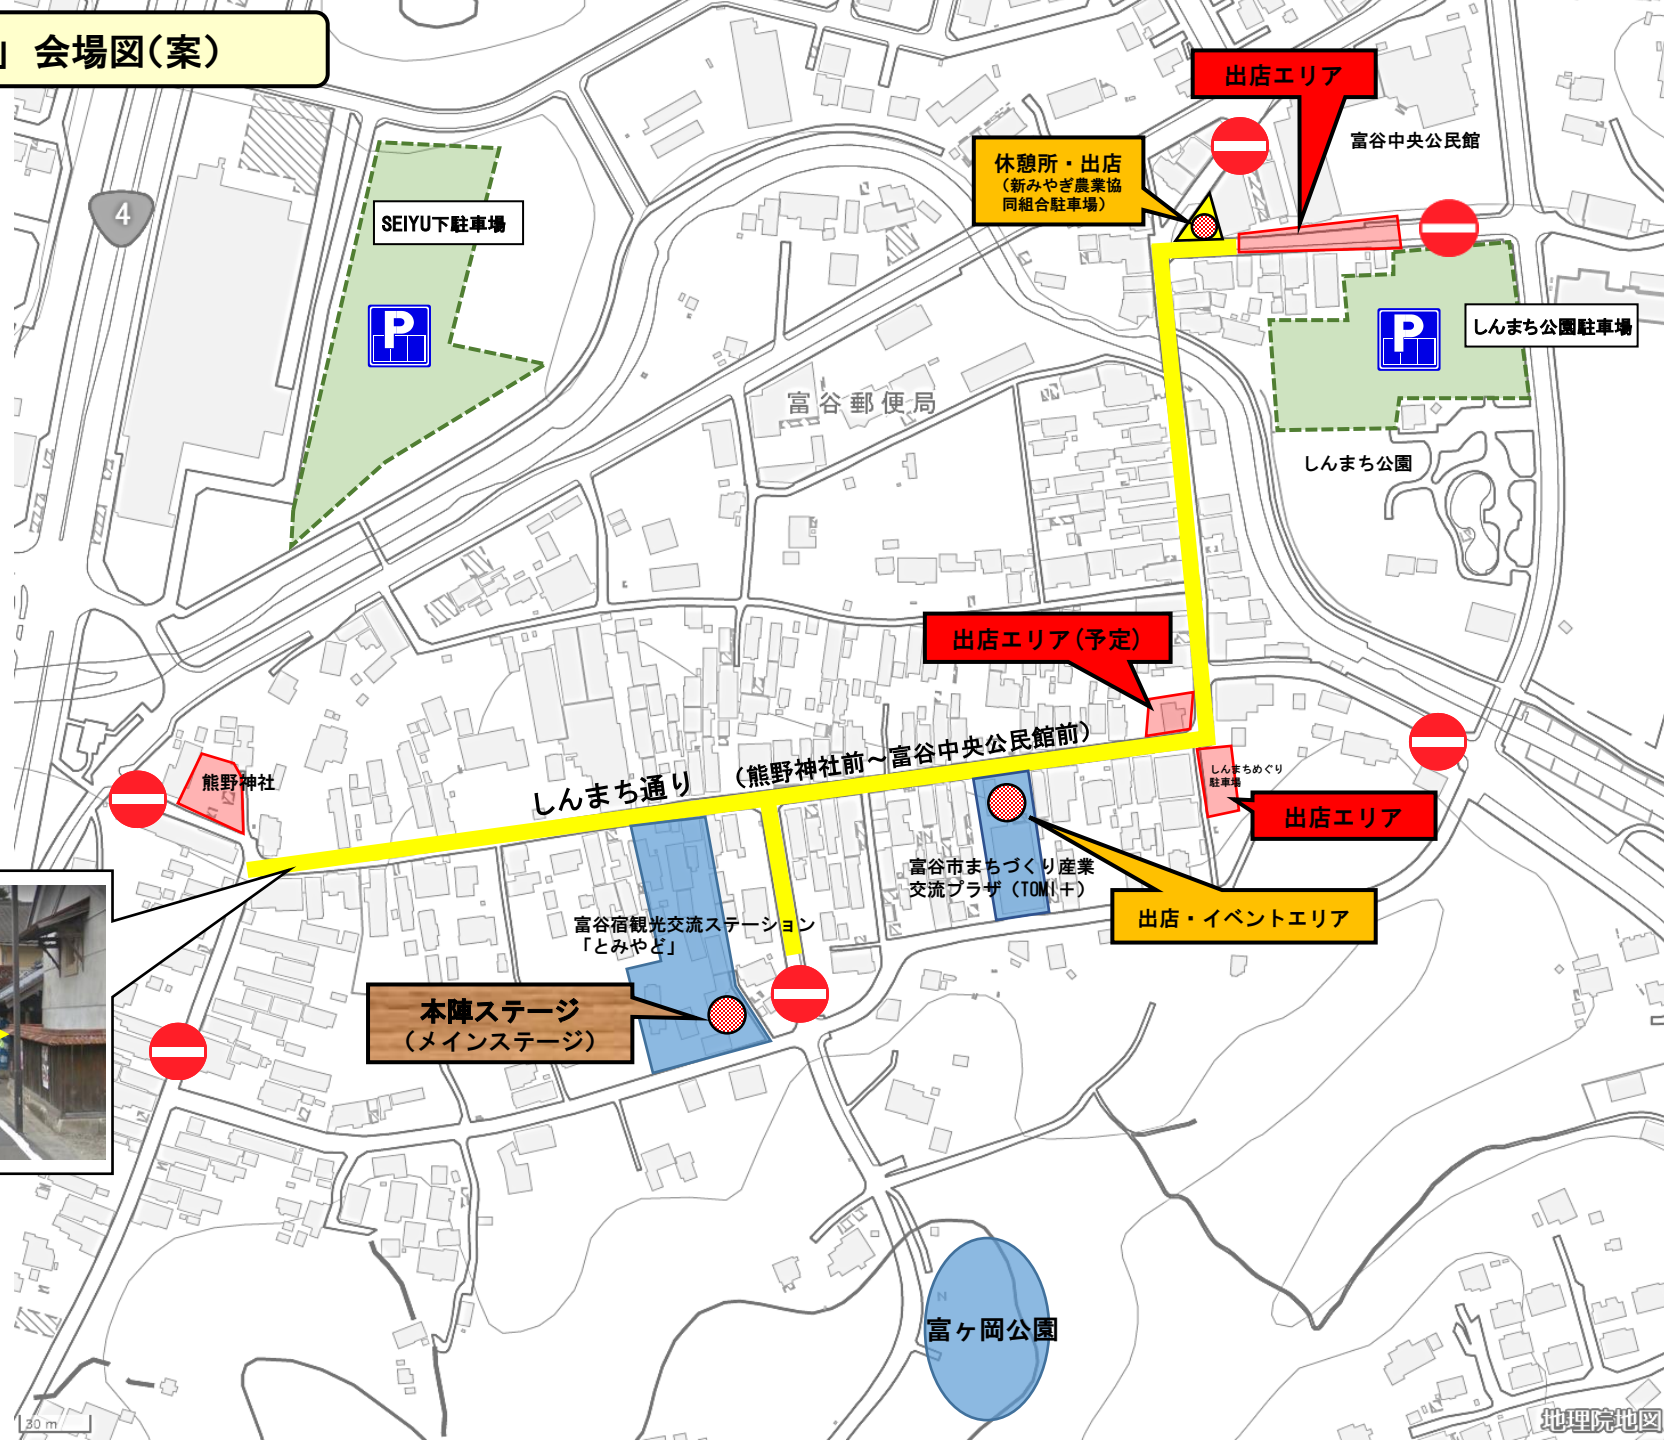 」 会場図(案)
出店エリア
富谷中央公民館
休憩所・出店
(新みやぎ農業協
同組合駐車場)
4
SEIYU下駐車場
P
P
しんまち公園駐車場
富谷郵便局
しんまち公園
出店エリア(予定)
しんまち通り (熊野神社前～富谷中央公民館前)
熊野神社
しんまちめぐり
駐車場
出店エリア
富谷市まちづくり産業
交流プラザ(TOMI+)
出店・イベントエリア
富谷宿観光交流ステーション
「とみやど」
本陣ステージ
(メインステージ)
富ヶ岡公園
30 m
地理院地図